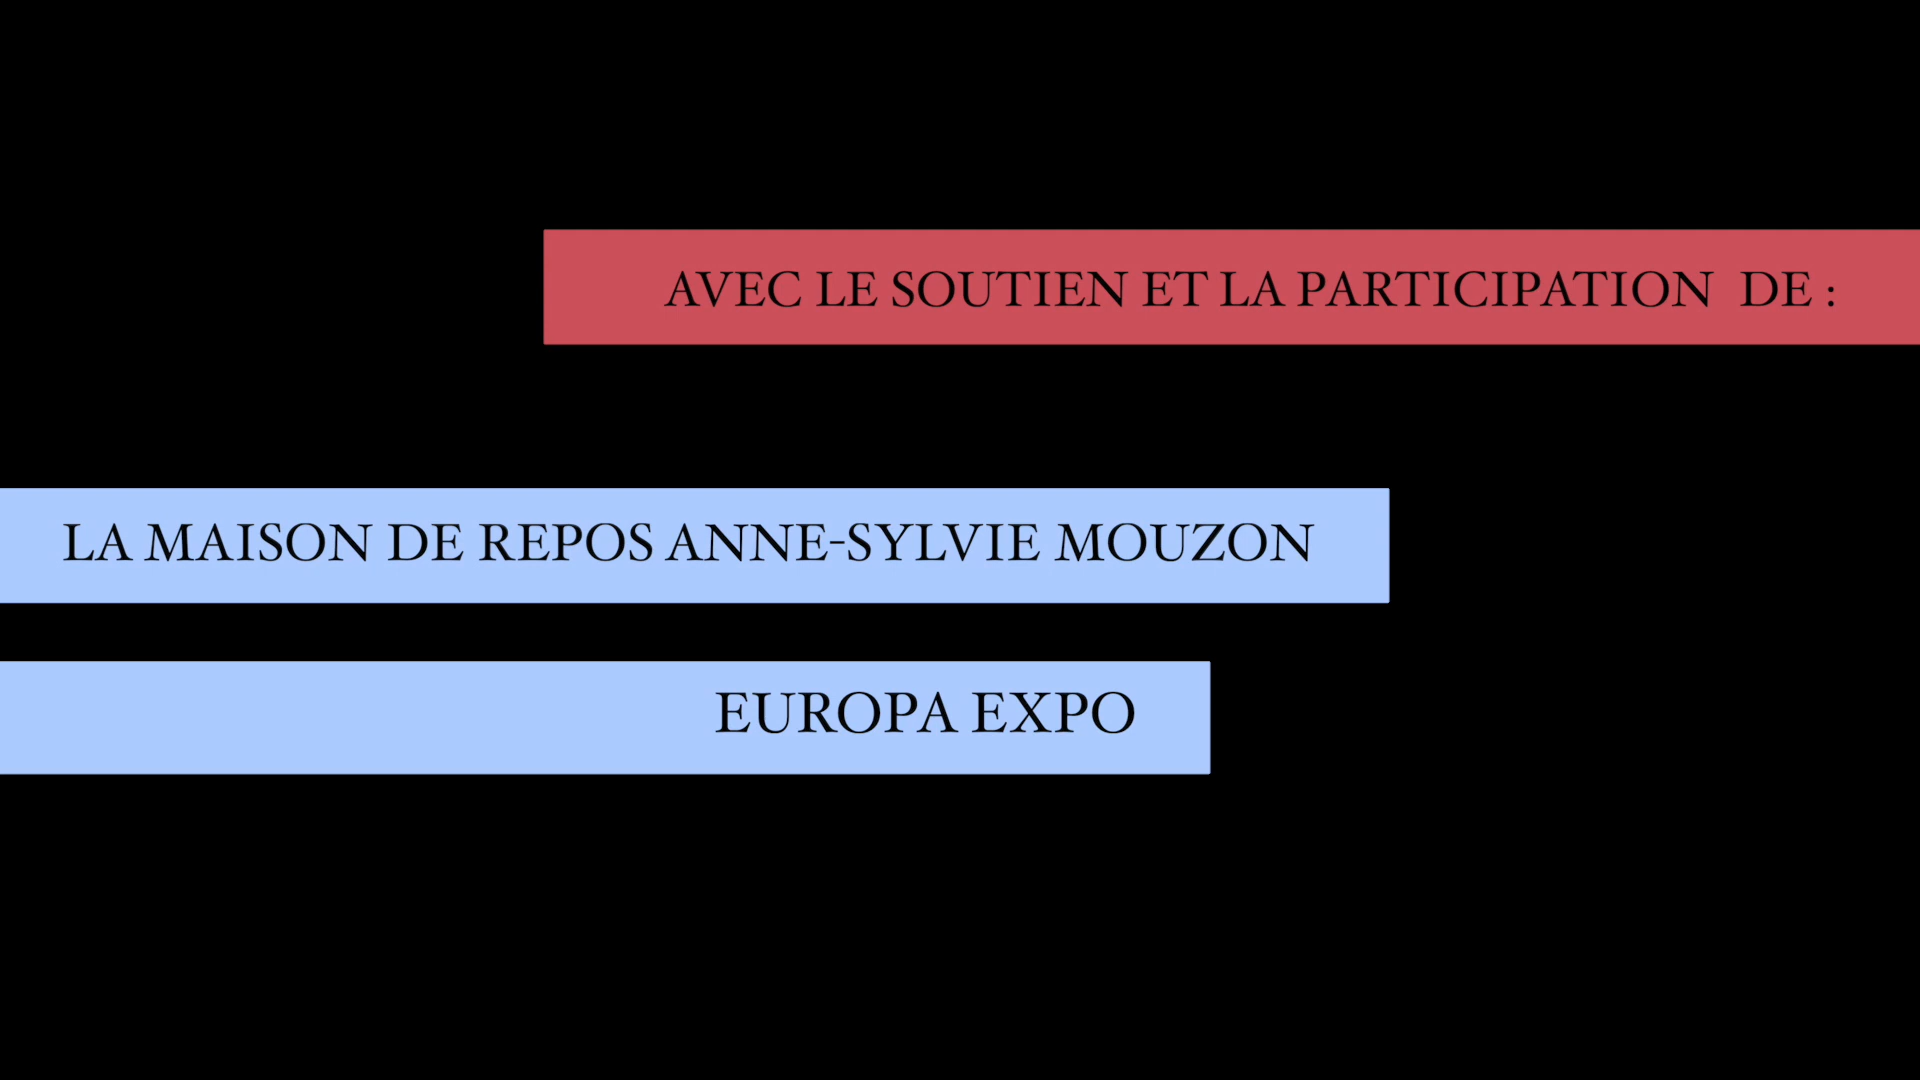 AVEC LE SOUTIEN ET LA PARTICIPATION  DE :
LA MAISON DE REPOS ANNE-SYLVIE MOUZON
EUROPA EXPO